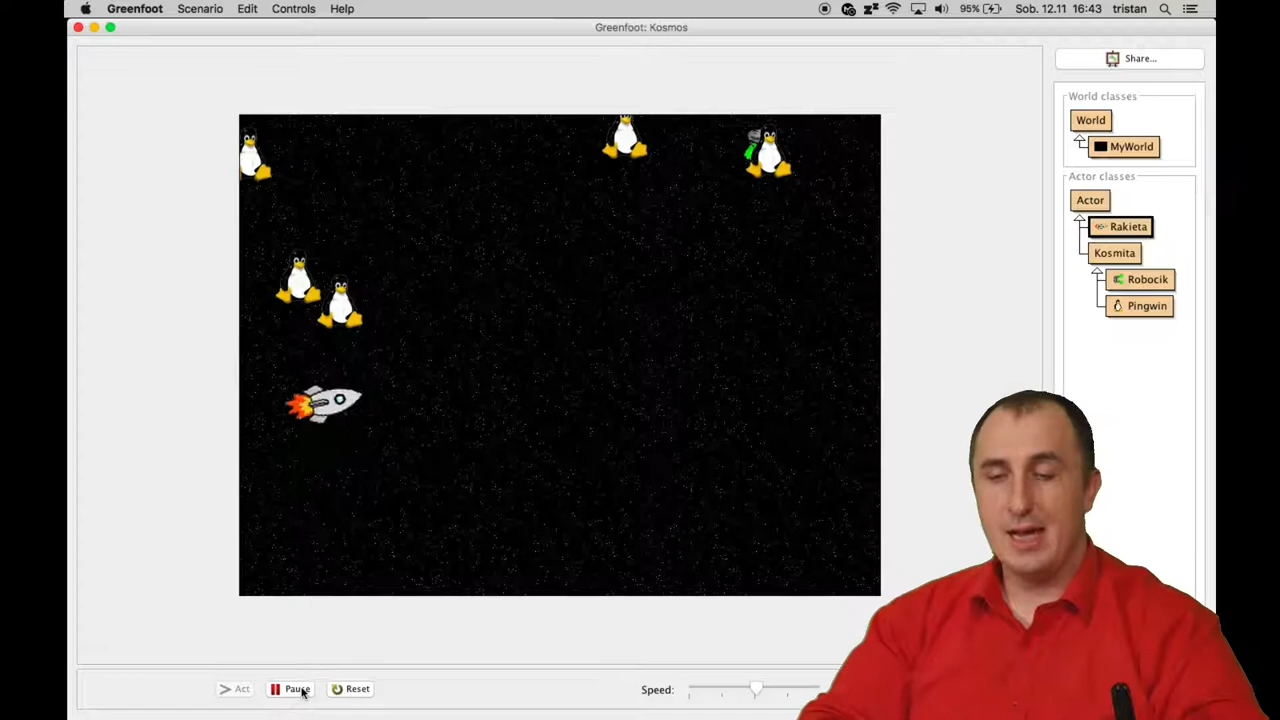 Greenfoot Scenario Edit Controls Help 95% Sob. 12.11 16:43 tristan
Greenfoot: Kosmos
Share...
World classes
World
MyWorld
Actor classes
Actor
Rakieta
Kosmita
Robocik
Pingwin
Act Pause Reset Speed: